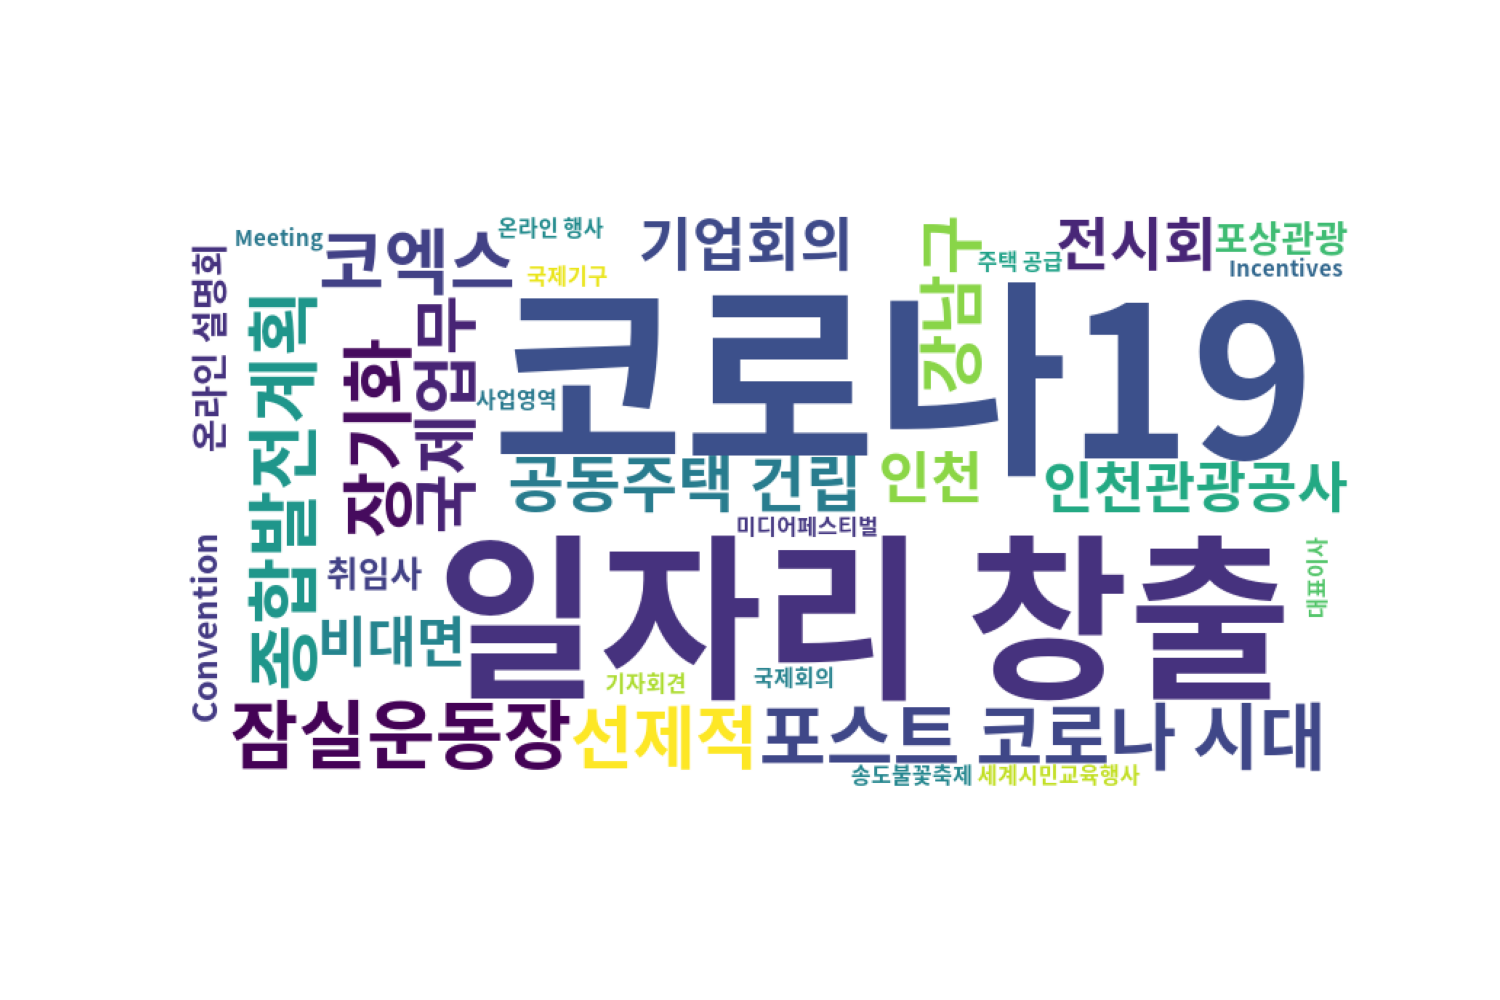 Meeting
코엑스
온라인 행사
국제기구
기업회의
강남구
주택 공급
전시회
포상관광
Incentives
온라인 설명회
종합발전계획
장기화
국제업무
사업영역
코로나19
공동주택 건립
인천
인천관광공사
미디어페스티벌
Convention
취임사
일자리 창출
대표이사
비대면
기자회견
국제회의
잠실운동장
선제적
포스트 코로나 시대
송도불꽃축제
세계시민교육행사